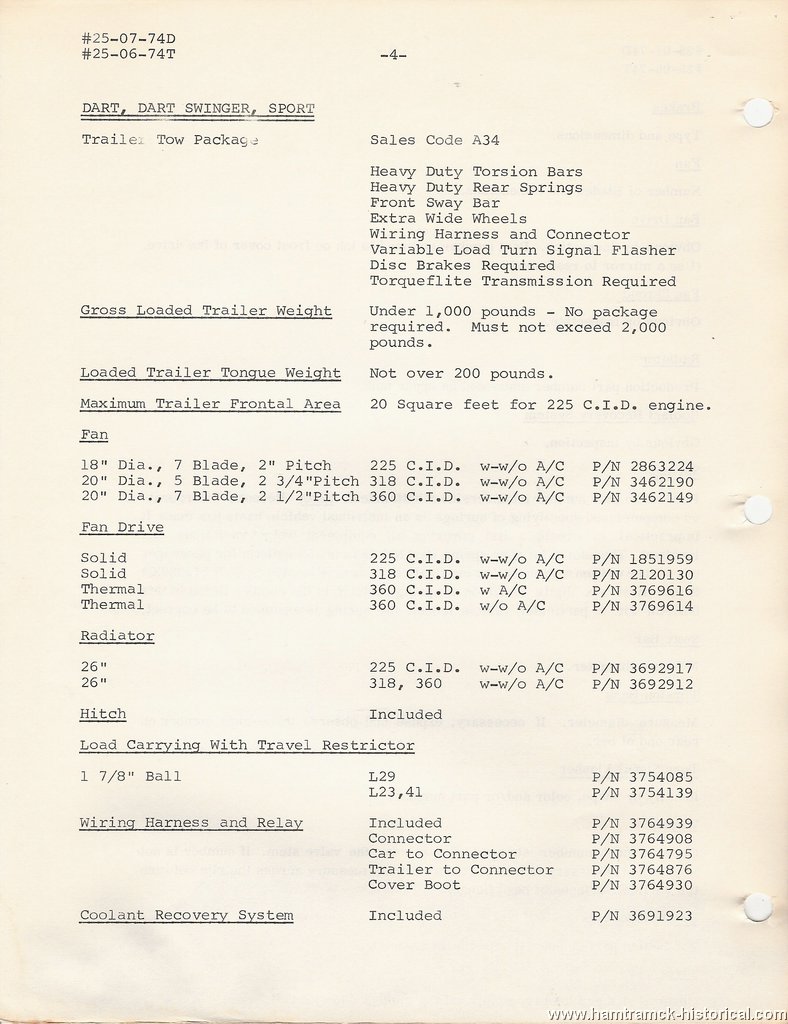 #25-07-74D
#25-06-74T -4-
DART, DART SWINGER, SPORT
Trailer Tow Package Sales Code A34
Heavy Duty Torsion Bars
Heavy Duty Rear Springs
Front Sway Bar
Extra Wide Wheels
Wiring Harness and Connector
Variable Load Turn Signal Flasher
Disc Brakes Required
Torqueflite Transmission Required
Gross Loaded Trailer Weight Under 1,000 pounds - No package
required. Must not exceed 2,000
pounds.
Loaded Trailer Tongue Weight Not over 200 pounds.
Maximum Trailer Frontal Area 20 Square feet for 225 C.I.D. engine.
Fan
18" Dia., 7 Blade, 2" Pitch 225 C.I.D. w-w/o A/C P/N 2863224
20" Dia., 5 Blade, 2 3/4"Pitch 318 C.I.D. w-w/o A/C P/N 3462190
20" Dia., 7 Blade, 2 1/2"Pitch 360 C.I.D. w-w/o A/C P/N 3462149
Fan Drive
Solid 225 C.I.D. w-w/o A/C P/N 1851959
Solid 318 C.I.D. w-w/o A/C P/N 2120130
Thermal 360 C.I.D. w A/C P/N 3769616
Thermal 360 C.I.D. w/o A/C P/N 3769614
Radiator
26" 225 C.I.D. w-w/o A/C P/N 3692917
26" 318, 360 w-w/o A/C P/N 3692912
Hitch Included
Load Carrying With Travel Restrictor
1 7/8" Ball L29 P/N 3754085
L23,41 P/N 3754139
Wiring Harness and Relay Included P/N 3764939
Connector P/N 3764908
Car to Connector P/N 3764795
Trailer to Connector P/N 3764876
Cover Boot P/N 3764930
Coolant Recovery System Included P/N 3691923
www.hamtramck-historical.com